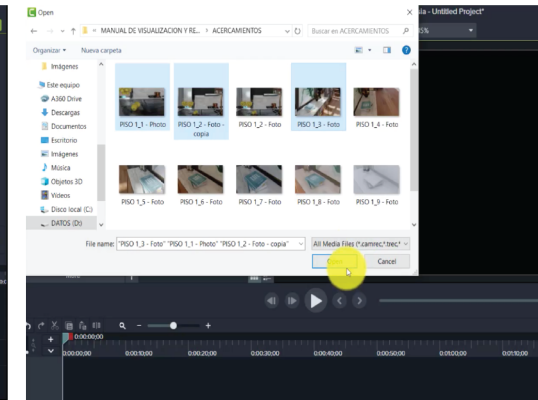 Open
ia - Untitled Project*
MANUAL DE VISUALIZACION Y RE... > ACERCAMIENTOS
Buscar en ACERCAMIENTOS
5%
Organizar
Nueva carpeta
Imágenes
Este equipo
A360 Drive
Descargas
Documentos
Escritorio
Imágenes
Música
Objetos 3D
Vídeos
Disco local (C:)
DATOS (D:)
PISO 1_1 - Photo
PISO 1_2 - Foto -
copia
PISO 1_2 - Foto
PISO 1_3 - Foto
PISO 1_4 - Foto
PISO 1_5 - Foto
PISO 1_6 - Foto
PISO 1_7 - Foto
PISO 1_8 - Foto
PISO 1_9 - Foto
File name: "PISO 1_3 - Foto" "PISO 1_1 - Photo" "PISO 1_2 - Foto - copia"
All Media Files (*.camrec,*.trec,*
Open
Cancel
0:00:00;00
0:00:00;00 0:00:10;00 0:00:20;00 0:00:30;00 0:00:40;00 0:00:50;00 0:01:00;00 0:01:10;00